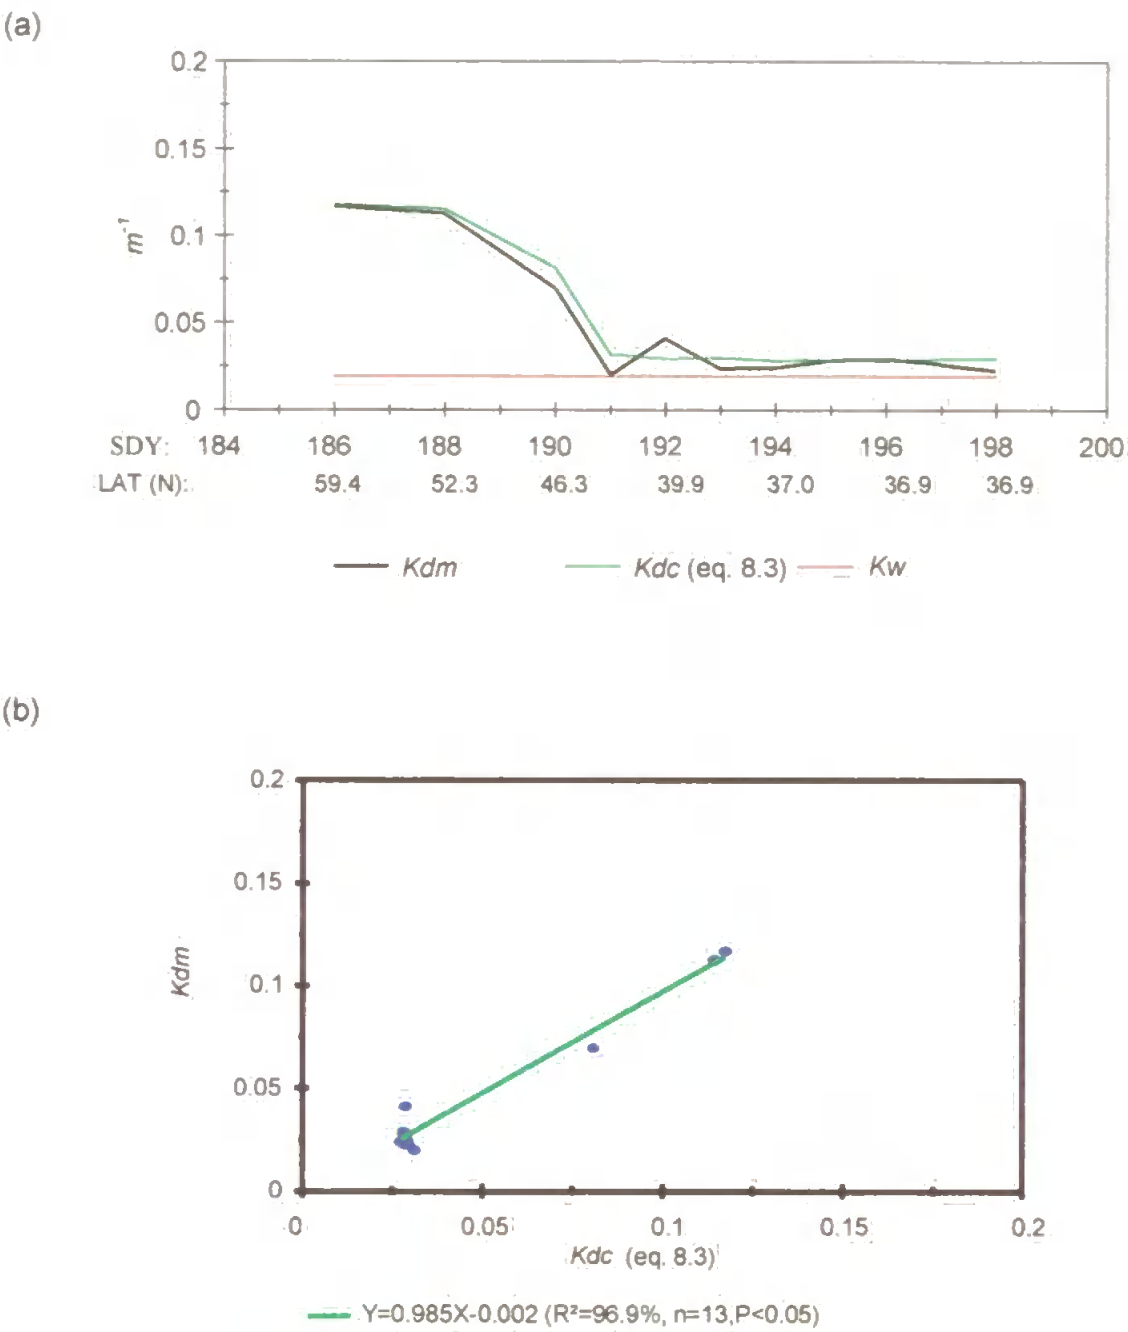 (a)
0.2
0.15
0.1
0.05
0
m⁻¹
SDY: 184 186 188 190 192 194 196 198 200
LAT (N): 59.4 52.3 46.3 39.9 37.0 36.9 36.9
Kdm Kdc (eq. 8.3) Kw
(b)
0.2
0.15
0.1
0.05
0
Kdm
0 0.05 0.1 0.15 0.2
Kdc (eq. 8.3)
Y=0.985X-0.002 (R²=96.9%, n=13,P<0.05)